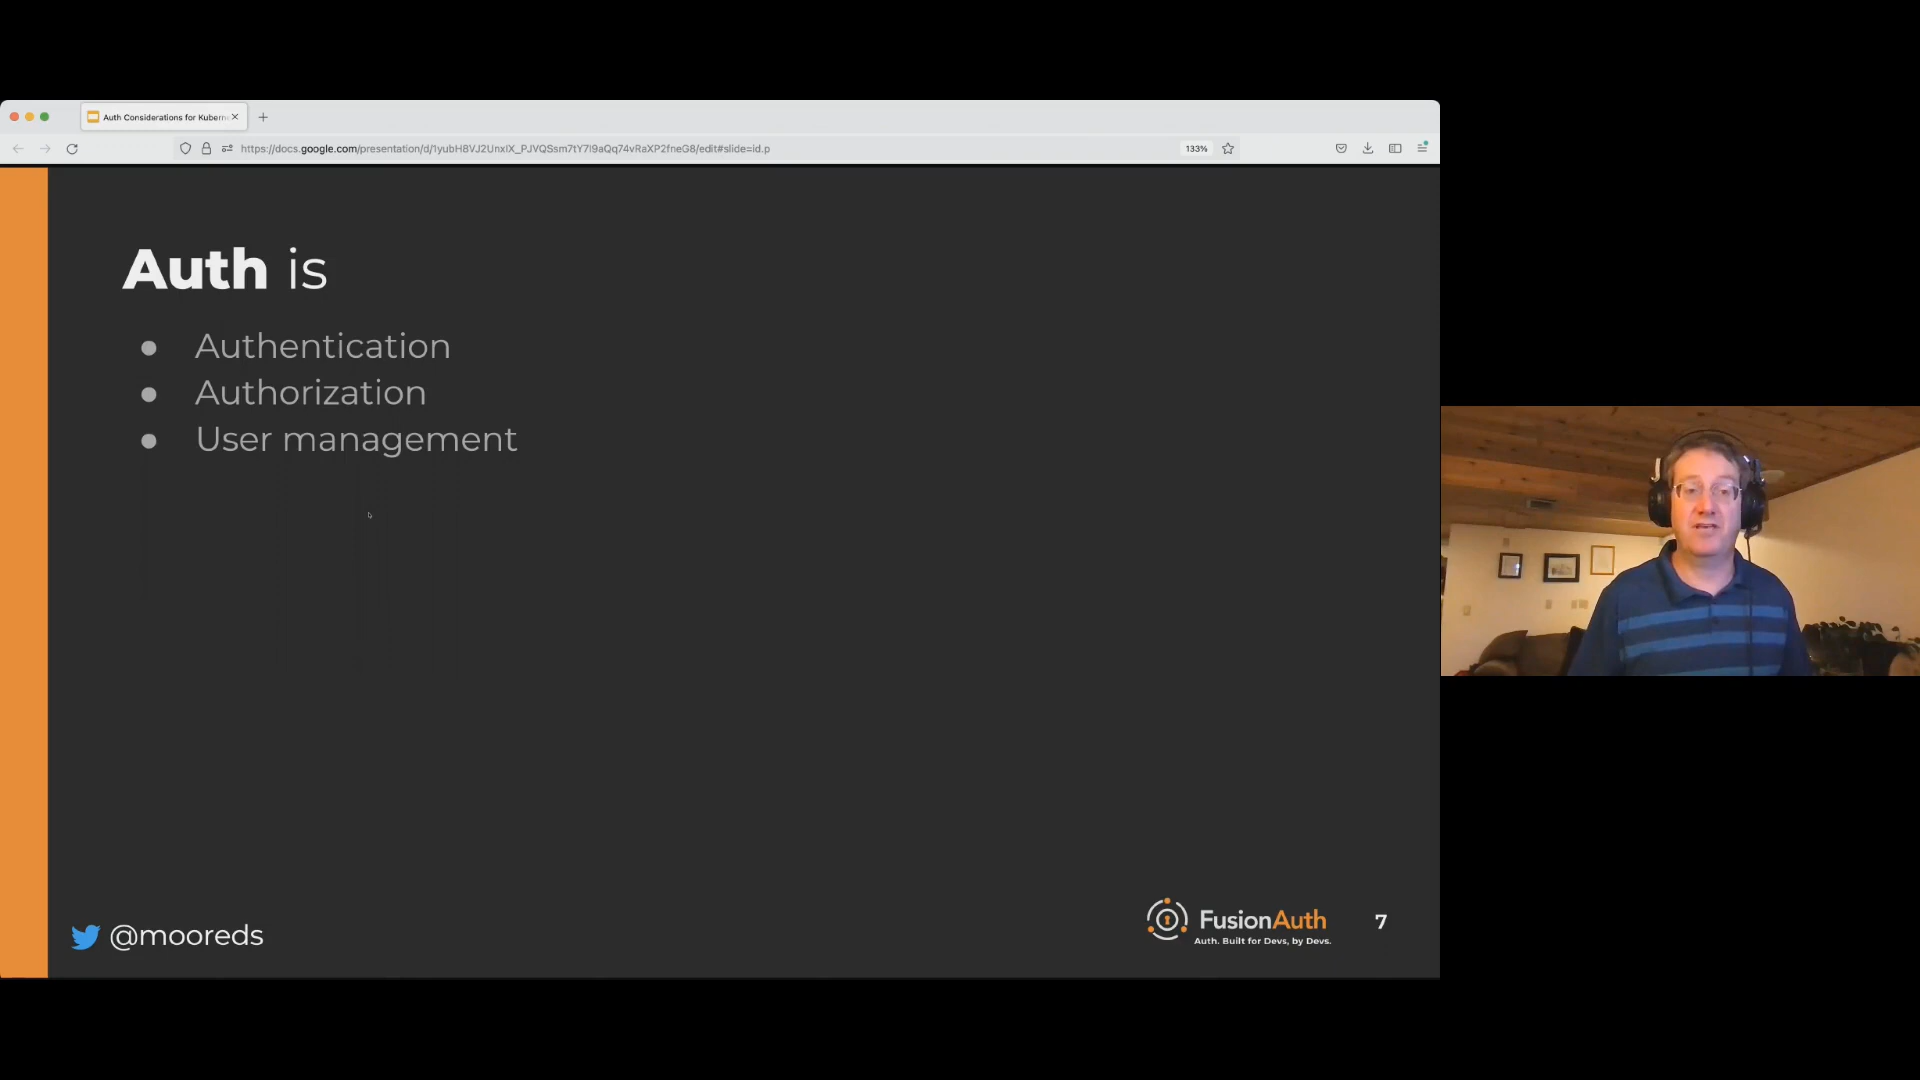 Auth Considerations for Kubern
https://docs.google.com/presentation/d/1yubH8VJ2UnxIX_PJVQSsm7tY7I9aQq74vRaXP2fneG8/edit#slide=id.p
133%
Auth is
● Authentication
● Authorization
● User management
@mooreds
FusionAuth
Auth. Built for Devs, by Devs.
7